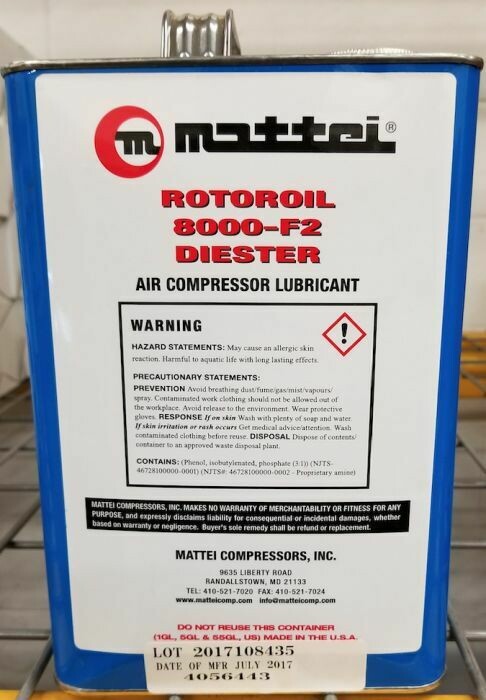 m mattei®
ROTOROIL
8000-F2
DIESTER
AIR COMPRESSOR LUBRICANT
WARNING
HAZARD STATEMENTS: May cause an allergic skin
reaction. Harmful to aquatic life with long lasting effects.
PRECAUTIONARY STATEMENTS:
PREVENTION Avoid breathing dust/fume/gas/mist/vapours/
spray. Contaminated work clothing should not be allowed out of
the workplace. Avoid release to the environment. Wear protective
gloves. RESPONSE If on skin Wash with plenty of soap and water.
If skin irritation or rash occurs Get medical advice/attention. Wash
contaminated clothing before reuse. DISPOSAL Dispose of contents/
container to an approved waste disposal plant.
CONTAINS: (Phenol, isobutylenated, phosphate (3:1)) (NJTS-
46728100000-0001) (NJTS#: 46728100000-0002 - Proprietary amine)
MATTEI COMPRESSORS, INC. MAKES NO WARRANTY OF MERCHANTABILITY OR FITNESS FOR ANY
PURPOSE, and expressly disclaims liability for consequential or incidental damages, whether
based on warranty or negligence. Buyer's sole remedy shall be refund or replacement.
MATTEI COMPRESSORS, INC.
9635 LIBERTY ROAD
RANDALLSTOWN, MD 21133
TEL: 410-521-7020 FAX: 410-521-7024
www.matteicomp.com info@matteicomp.com
DO NOT REUSE THIS CONTAINER
(1GL, 5GL & 55GL, US) MADE IN THE U.S.A.
LOT 2017108435
DATE OF MFR JULY 2017
4056443